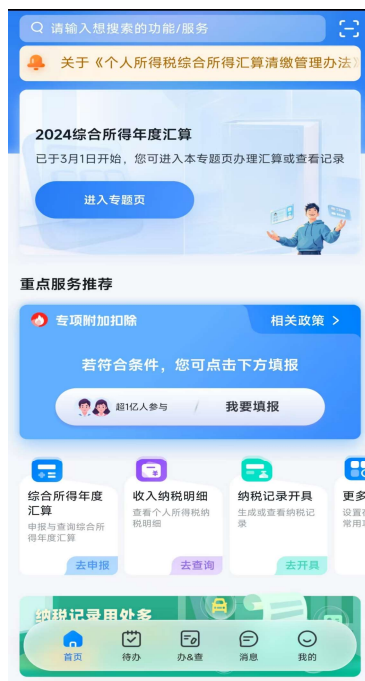 请输入想搜索的功能/服务
关于《个人所得税综合所得汇算清缴管理办法》
2024综合所得年度汇算
已于3月1日开始，您可进入本专题页办理汇算或查看记录
进入专题页
重点服务推荐
专项附加扣除
相关政策 >
若符合条件，您可点击下方填报
超1亿人参与 / 我要填报
综合所得年度
汇算
申报与查询综合所
得年度汇算
去申报
收入纳税明细
查看个人所得税纳
税明细
去查询
纳税记录开具
生成或查看纳税记
录
去开具
更多
设置
常用
纳税记录用处多
首页
待办
办&查
消息
我的